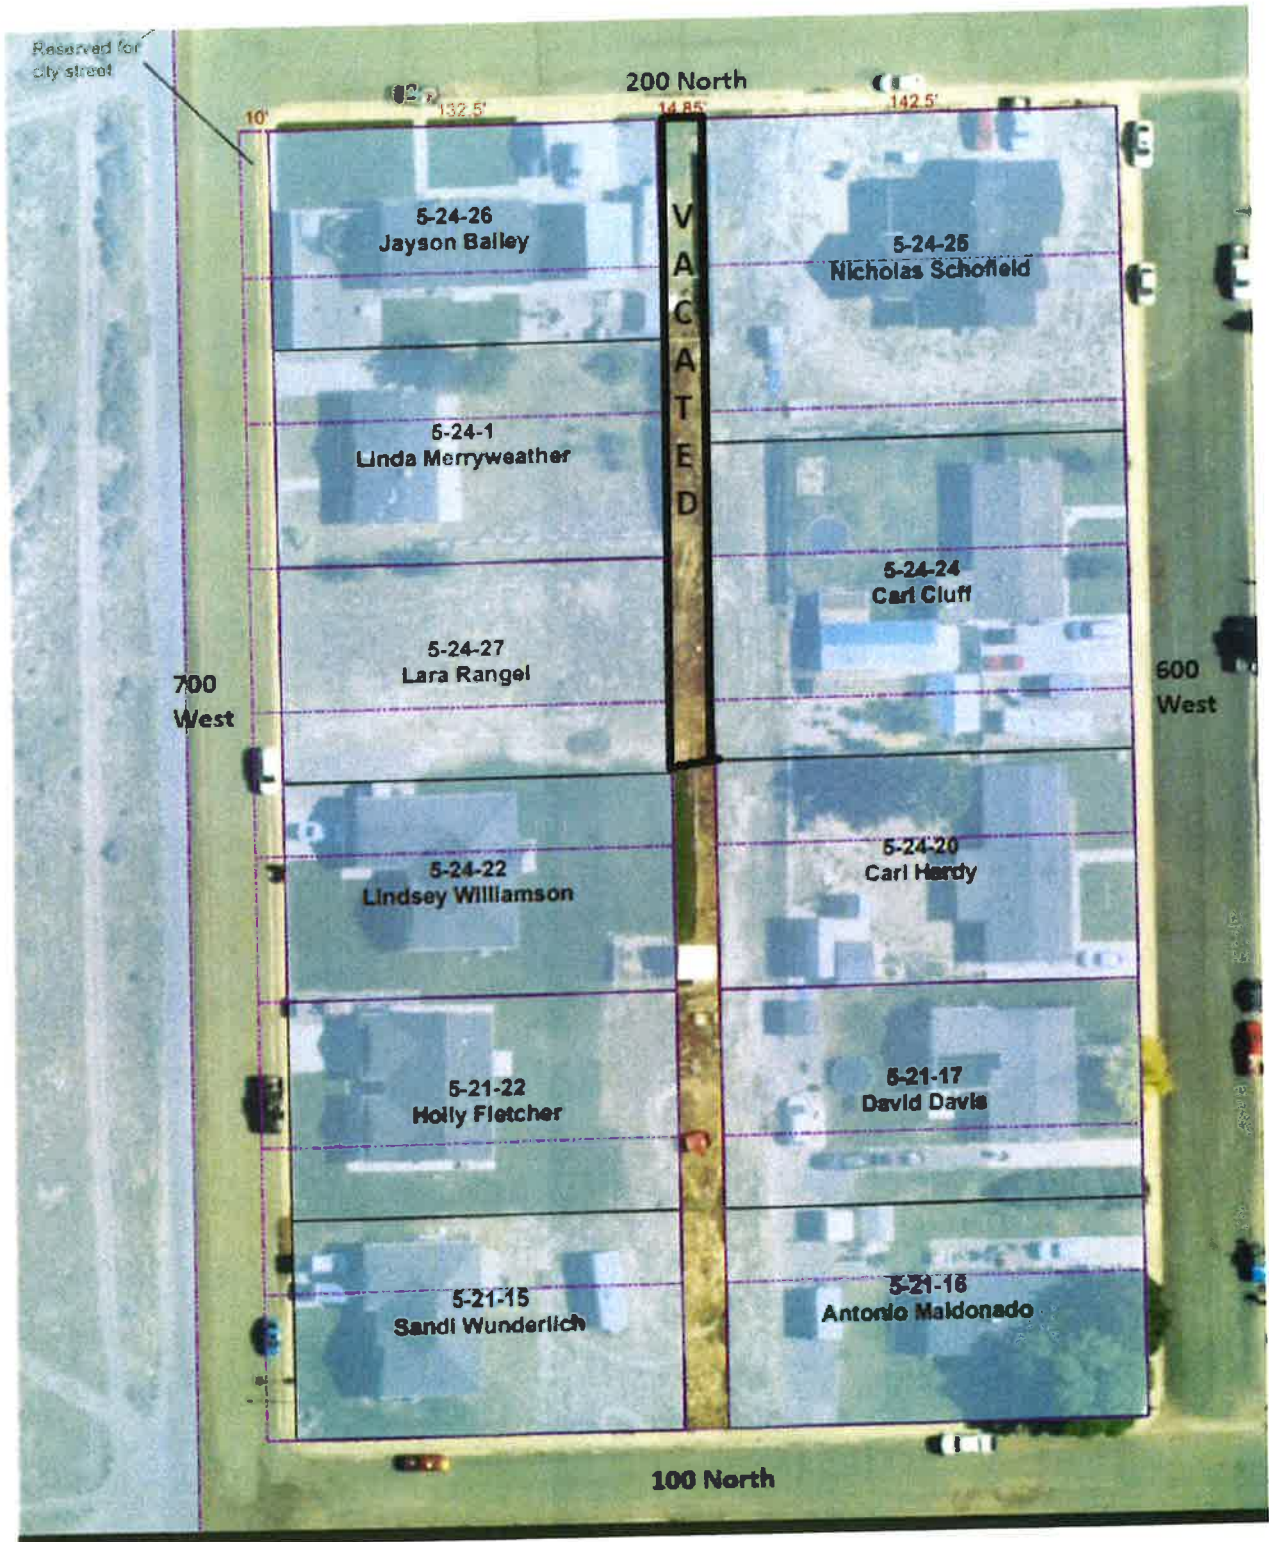 Reserved for
city street
200 North
10'
132.5'
14.85'
142.5'
5-24-26
Jayson Bailey
V
A
C
A
T
E
D
5-24-25
Nicholas Schofield
5-24-1
Linda Merryweather
5-24-24
Carl Cluff
5-24-27
Lara Rangel
700
West
600
West
5-24-22
Lindsey Williamson
5-24-20
Carl Hardy
5-21-22
Holly Fletcher
5-21-17
David Davis
5-21-15
Sandi Wunderlich
5-21-16
Antonio Maldonado
100 North